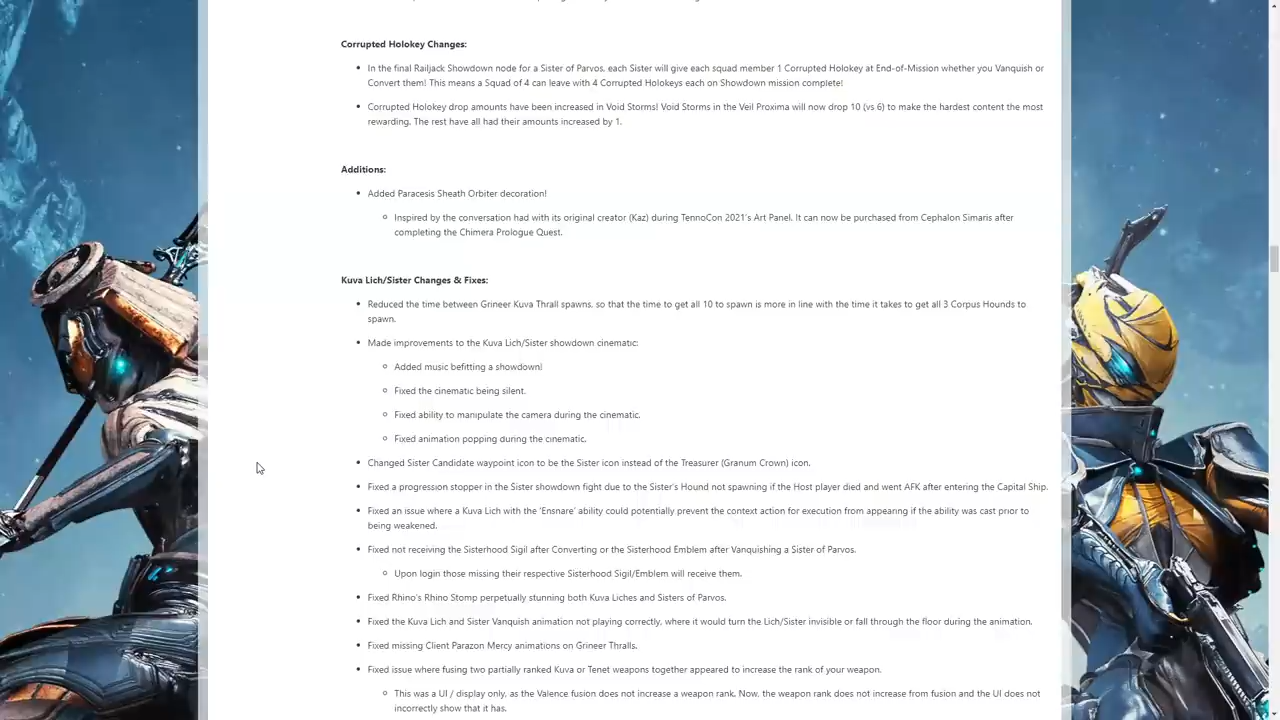 Corrupted Holokey Changes:
In the final Railjack Showdown node for a Sister of Parvos, each Sister will give each squad member 1 Corrupted Holokey at End-of-Mission whether you Vanquish or
Convert them! This means a Squad of 4 can leave with 4 Corrupted Holokeys each on Showdown mission complete!
Corrupted Holokey drop amounts have been increased in Void Storms! Void Storms in the Veil Proxima will now drop 10 (vs 6) to make the hardest content the most
rewarding. The rest have all had their amounts increased by 1.
Additions:
Added Paracesis Sheath Orbiter decoration!
Inspired by the conversation had with its original creator (Kaz) during TennoCon 2021's Art Panel. It can now be purchased from Cephalon Simaris after
completing the Chimera Prologue Quest.
Kuva Lich/Sister Changes & Fixes:
Reduced the time between Grineer Kuva Thrall spawns, so that the time to get all 10 to spawn is more in line with the time it takes to get all 3 Corpus Hounds to
spawn.
Made improvements to the Kuva Lich/Sister showdown cinematic:
Added music befitting a showdown!
Fixed the cinematic being silent.
Fixed ability to manipulate the camera during the cinematic.
Fixed animation popping during the cinematic.
Changed Sister Candidate waypoint icon to be the Sister icon instead of the Treasurer (Granum Crown) icon.
Fixed a progression stopper in the Sister showdown fight due to the Sister's Hound not spawning if the Host player died and went AFK after entering the Capital Ship.
Fixed an issue where a Kuva Lich with the 'Ensnare' ability could potentially prevent the context action for execution from appearing if the ability was cast prior to
being weakened.
Fixed not receiving the Sisterhood Sigil after Converting or the Sisterhood Emblem after Vanquishing a Sister of Parvos.
Upon login those missing their respective Sisterhood Sigil/Emblem will receive them.
Fixed Rhino's Rhino Stomp perpetually stunning both Kuva Liches and Sisters of Parvos.
Fixed the Kuva Lich and Sister Vanquish animation not playing correctly, where it would turn the Lich/Sister invisible or fall through the floor during the animation.
Fixed missing Client Parazon Mercy animations on Grineer Thralls.
Fixed issue where fusing two partially ranked Kuva or Tenet weapons together appeared to increase the rank of your weapon.
This was a UI / display only, as the Valence fusion does not increase a weapon rank. Now, the weapon rank does not increase from fusion and the UI does not
incorrectly show that it has.